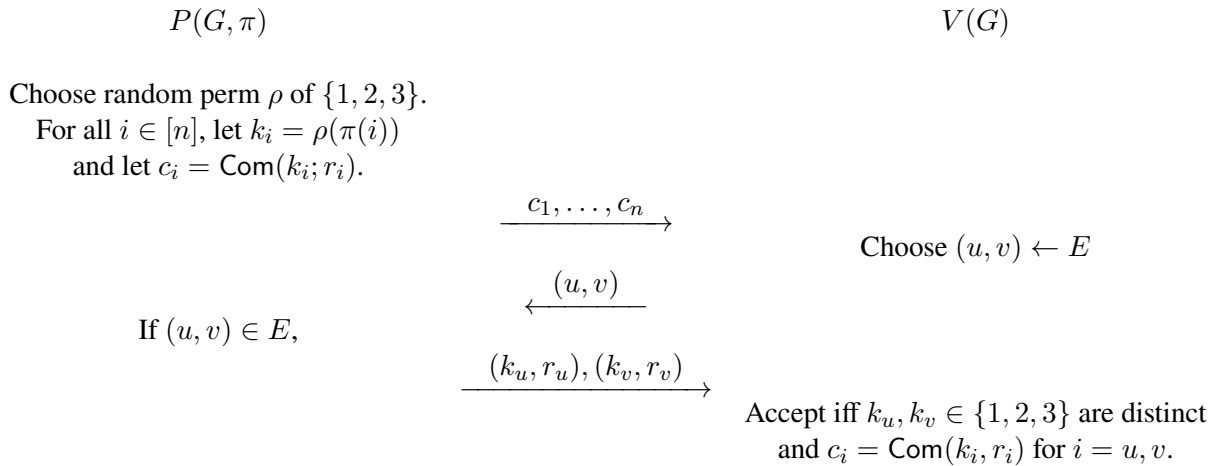 P(G, π)
V(G)
Choose random perm ρ of {1, 2, 3}.
For all i ∈ [n], let k_i = ρ(π(i))
and let c_i = Com(k_i; r_i).
c_1, . . . , c_n
Choose (u, v) ← E
(u, v)
If (u, v) ∈ E,
(k_u, r_u), (k_v, r_v)
Accept iff k_u, k_v ∈ {1, 2, 3} are distinct
and c_i = Com(k_i, r_i) for i = u, v.